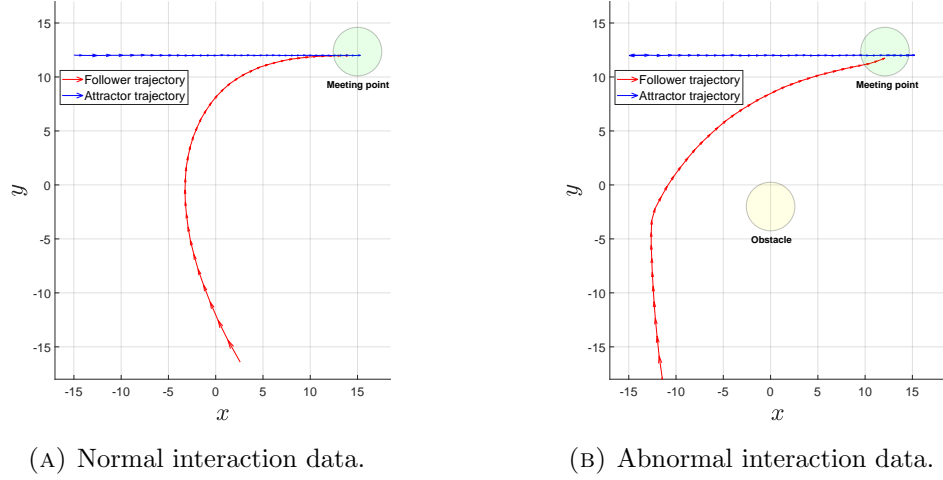 15
10
5
0
-5
-10
-15
y
Follower trajectory
Attractor trajectory
Meeting point
-15 -10 -5 0 5 10 15
x
(A) Normal interaction data.
15
10
5
0
-5
-10
-15
y
Follower trajectory
Attractor trajectory
Meeting point
Obstacle
-15 -10 -5 0 5 10 15
x
(B) Abnormal interaction data.